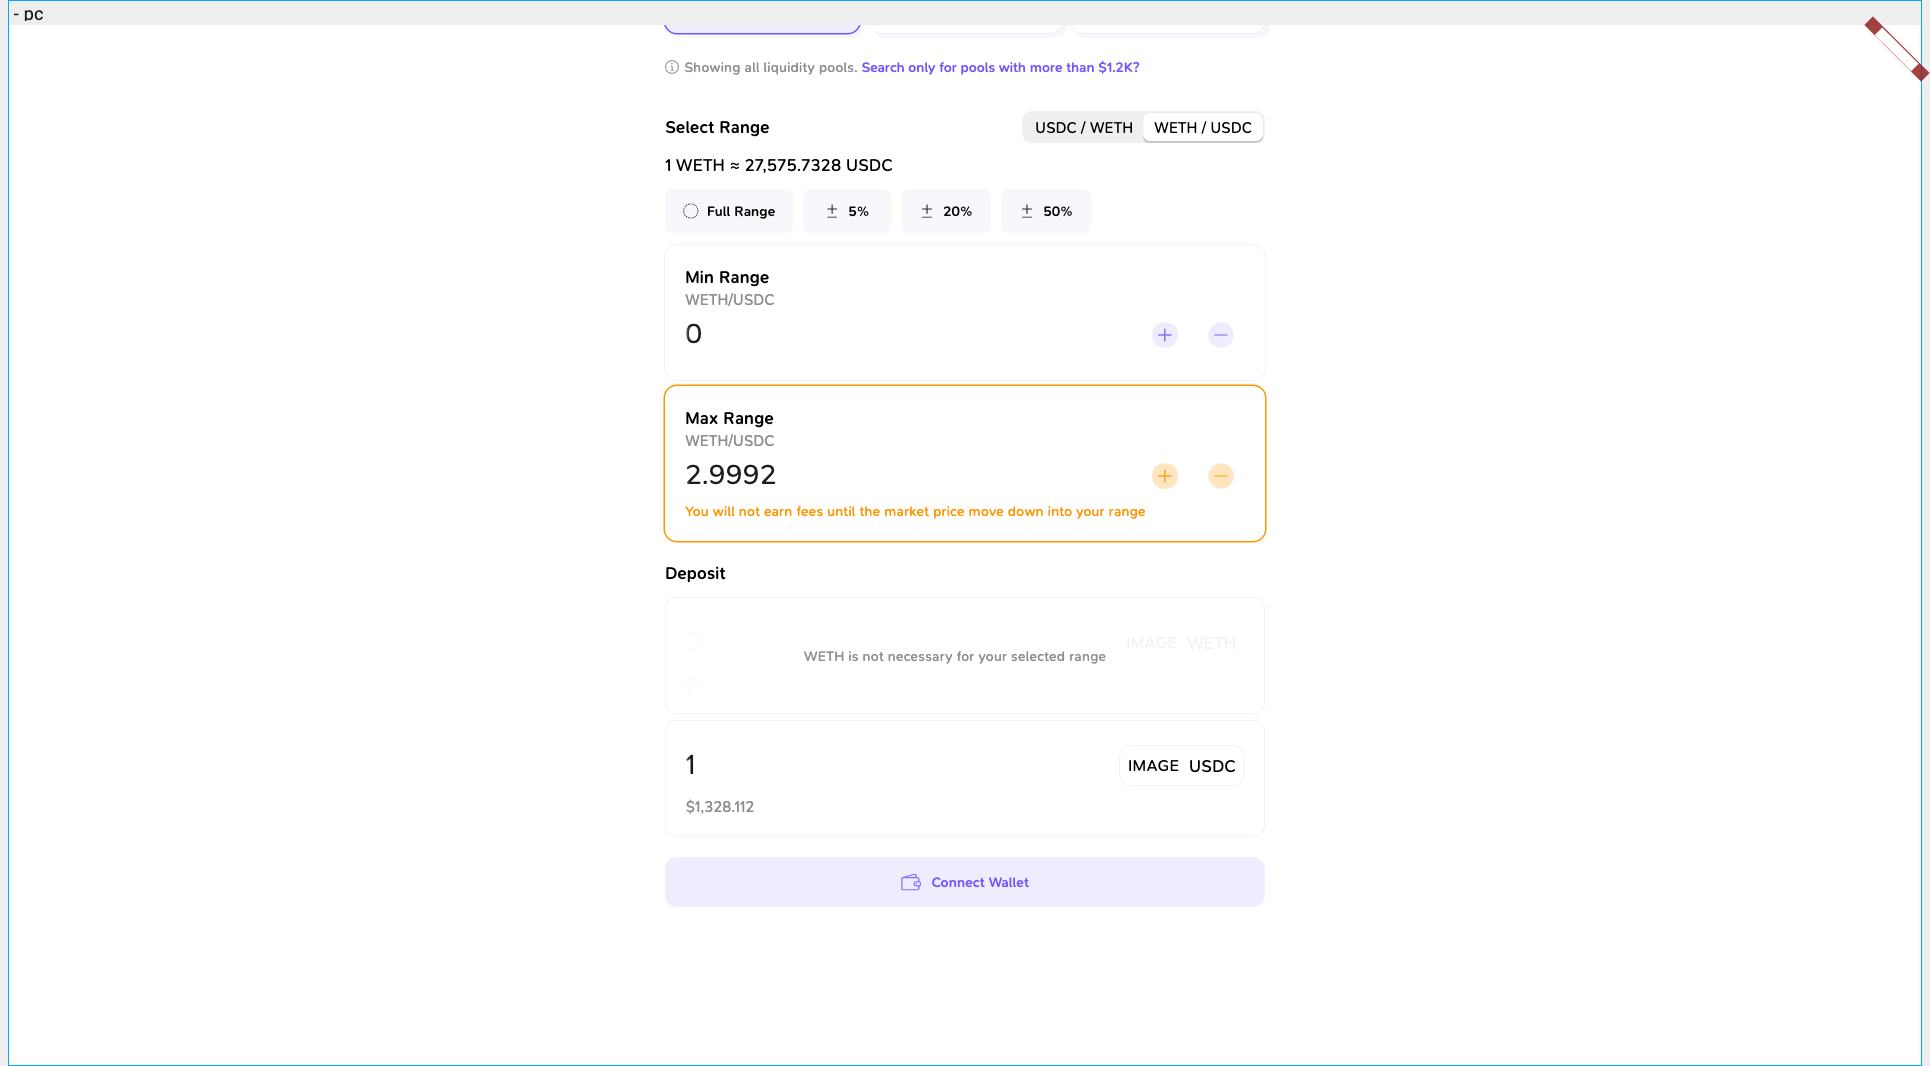 - pc
Showing all liquidity pools. Search only for pools with more than $1.2K?
Select Range
USDC / WETH
WETH / USDC
1 WETH ≈ 27,575.7328 USDC
Full Range
± 5%
± 20%
± 50%
Min Range
WETH/USDC
0
Max Range
WETH/USDC
2.9992
You will not earn fees until the market price move down into your range
Deposit
0
IMAGE WETH
WETH is not necessary for your selected range
$-
1
IMAGE USDC
$1,328.112
Connect Wallet